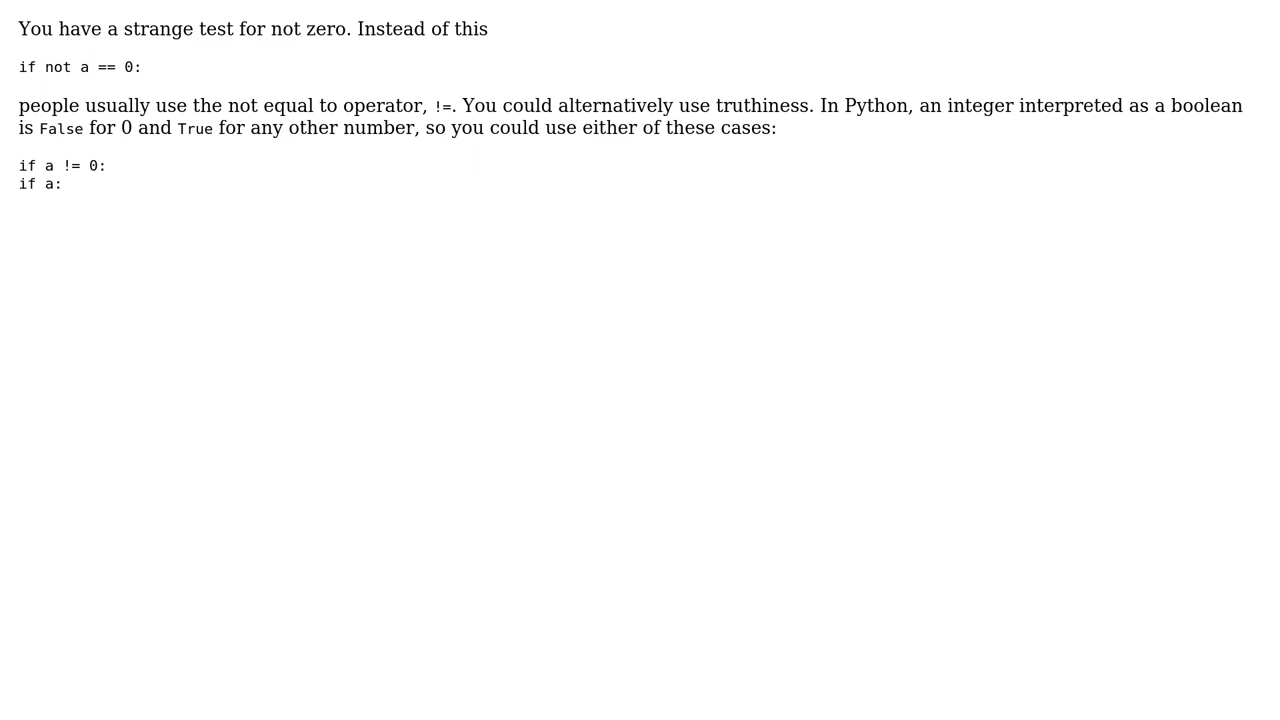 You have a strange test for not zero. Instead of this
if not a == 0:
people usually use the not equal to operator, !=. You could alternatively use truthiness. In Python, an integer interpreted as a boolean
is False for 0 and True for any other number, so you could use either of these cases:
if a != 0:
if a: